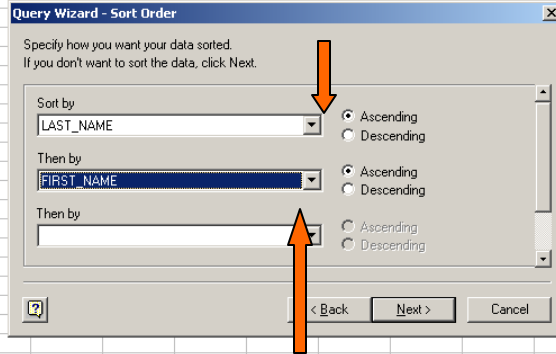 Query Wizard - Sort Order
Specify how you want your data sorted.
If you don't want to sort the data, click Next.
Sort by
LAST_NAME
Ascending
Descending
Then by
FIRST_NAME
Ascending
Descending
Then by
Ascending
Descending
?
< Back
Next >
Cancel